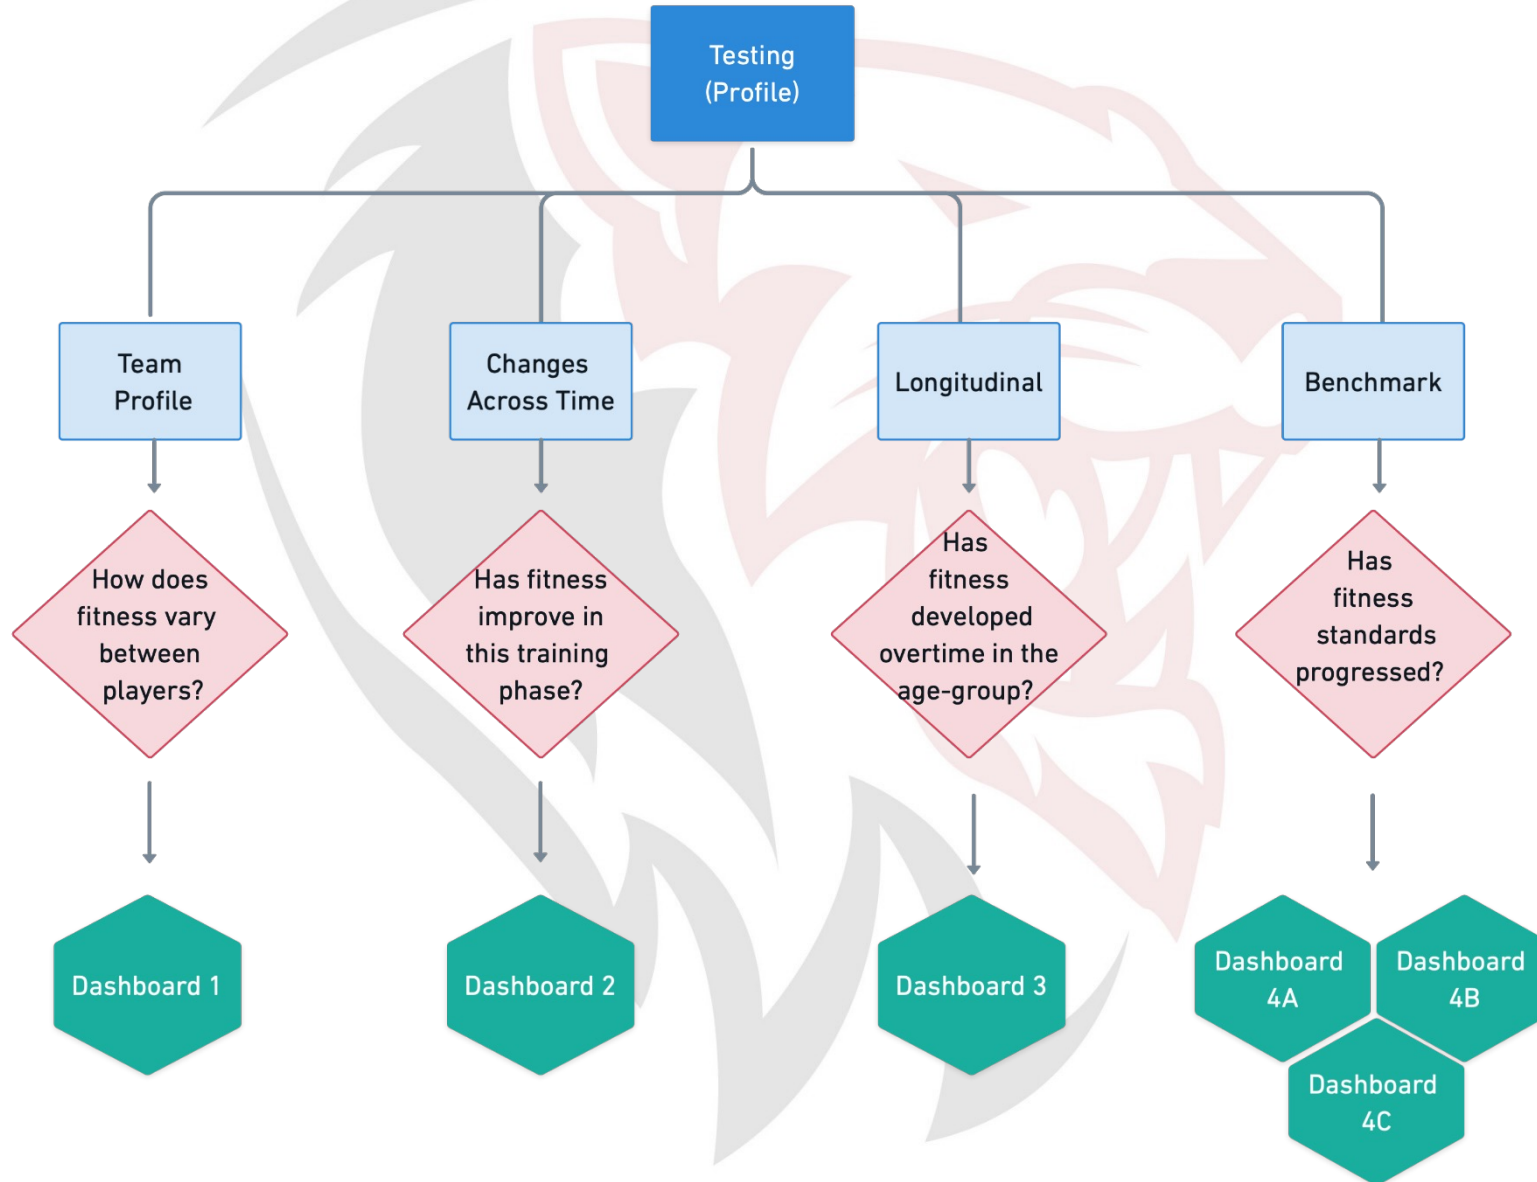 Testing
(Profile)
Team
Profile
Changes
Across Time
Longitudinal
Benchmark
How does
fitness vary
between
players?
Has fitness
improve in
this training
phase?
Has
fitness
developed
overtime in the
age-group?
Has
fitness
standards
progressed?
Dashboard 1
Dashboard 2
Dashboard 3
Dashboard
4A
Dashboard
4B
Dashboard
4C